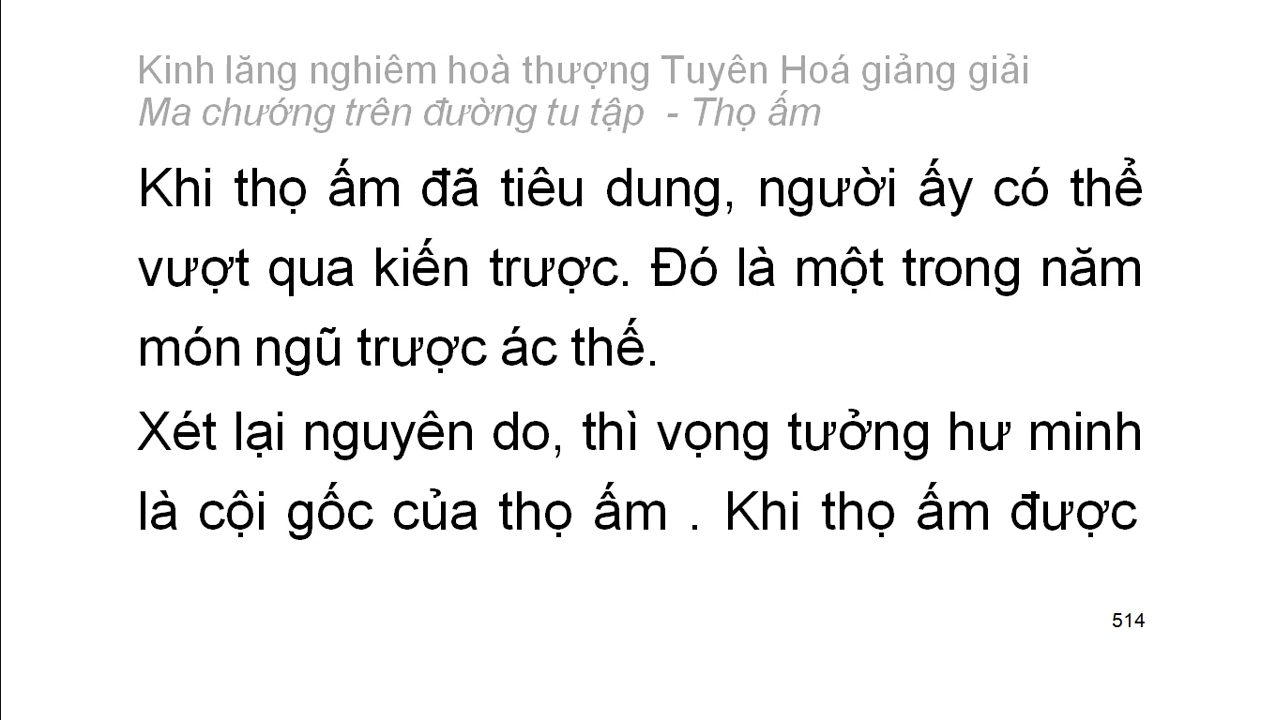 Kinh lăng nghiêm hoà thượng Tuyên Hoá giảng giải
Ma chướng trên đường tu tập  - Thọ ấm
Khi thọ ấm đã tiêu dung, người ấy có thể
vượt qua kiến trược. Đó là một trong năm
món ngũ trược ác thế.
Xét lại nguyên do, thì vọng tưởng hư minh
là cội gốc của thọ ấm . Khi thọ ấm được
514